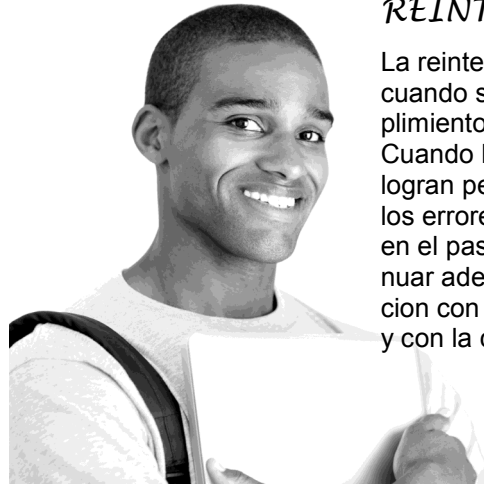 REINT
La reinte
cuando s
plimiento
Cuando l
logran pe
los errore
en el pas
nuar ade
cion con
y con la c